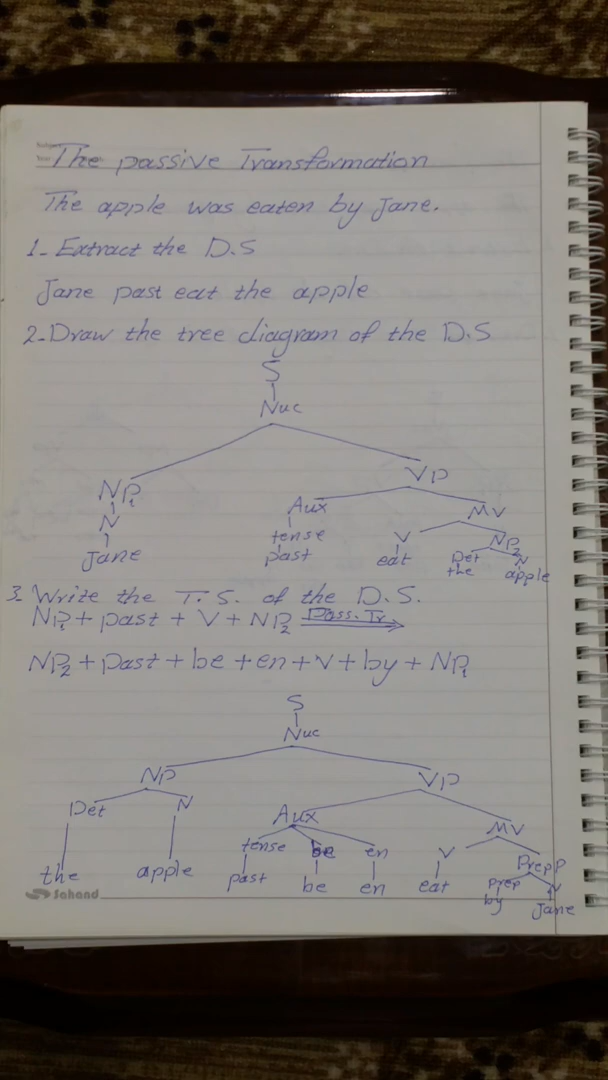 The passive Transformation
The apple was eaten by Jane.
1- Extract the D.S
Jane past eat the apple
2- Draw the tree diagram of the D.S
S
Nuc
NP1 VP
N Aux MV
Jane tense V NP2
past eat Det N
the apple
3- Write the T.S. of the D.S.
NP1 + past + V + NP2 Pass. Tr
NP2 + past + be + en + V + by + NP1
S
Nuc
NP VP
Det N Aux MV
tense be en V Prep P
the apple past be en eat prep N
by Jane
Sahand